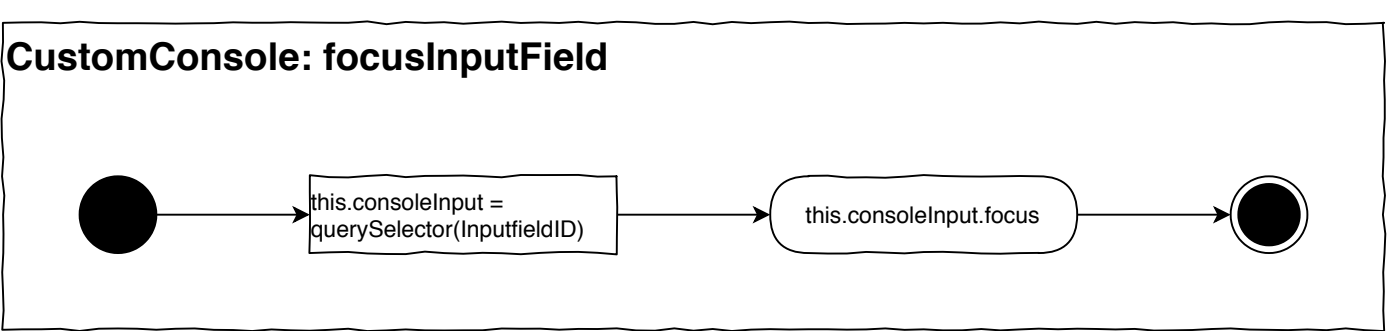 CustomConsole: focusInputField
this.consoleInput =
querySelector(InputfieldID)
this.consoleInput.focus